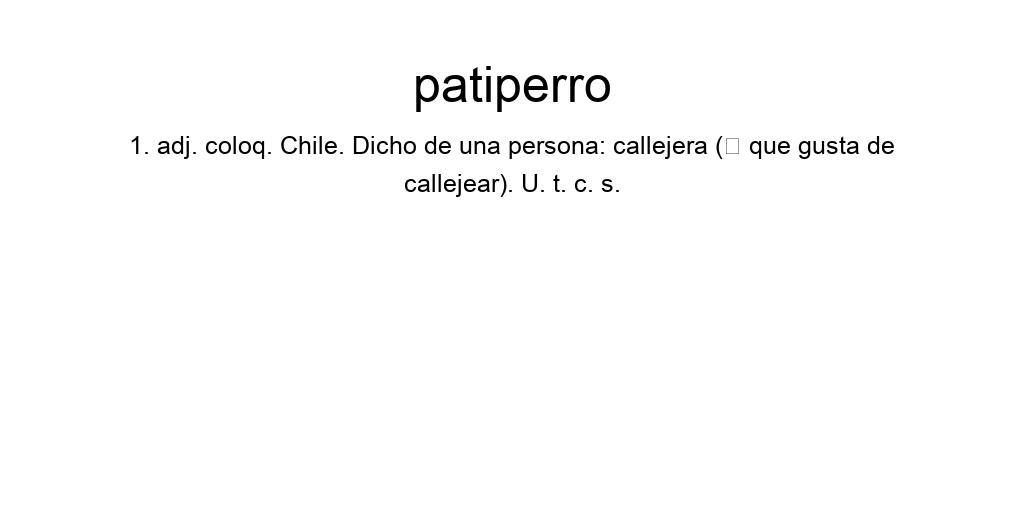 patiperro
1. adj. coloq. Chile. Dicho de una persona: callejera (□ que gusta de
callejear). U. t. c. s.